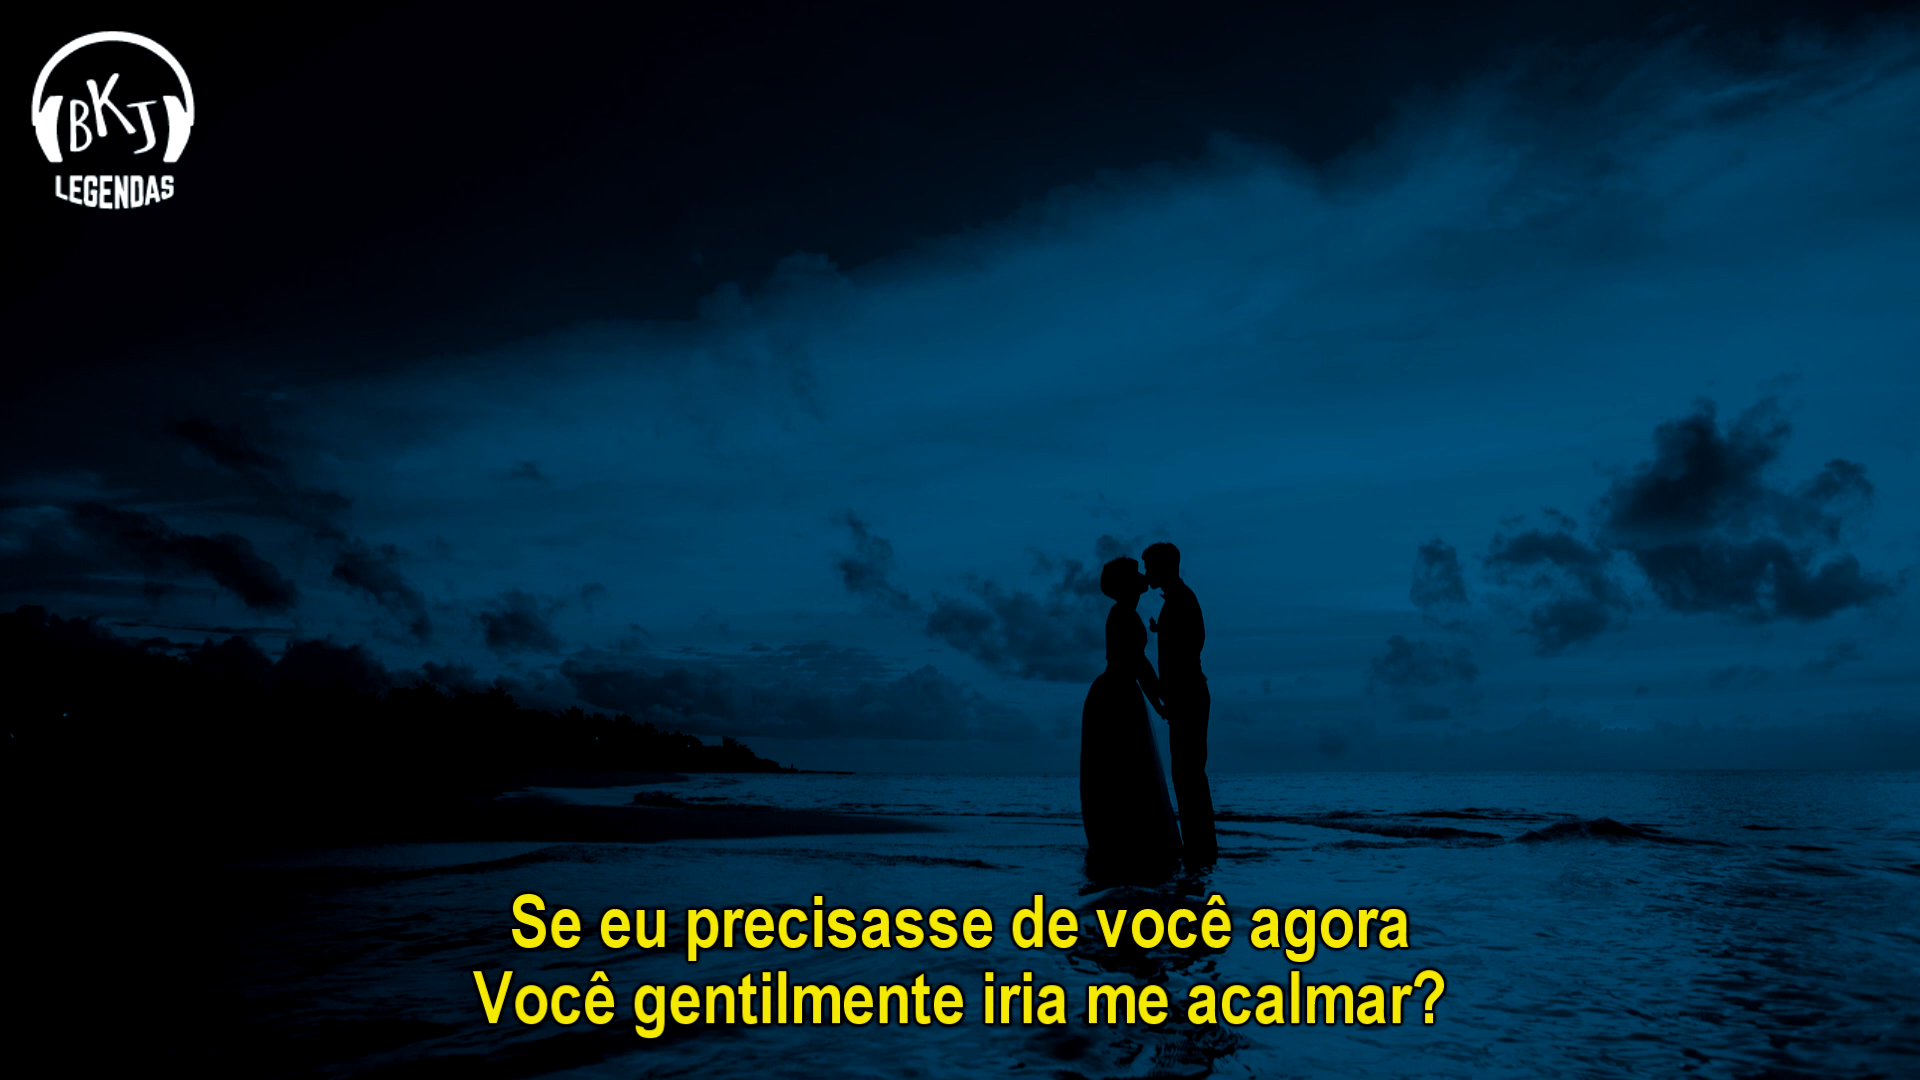 BKJ
LEGENDAS
Se eu precisasse de você agora
Você gentilmente iria me acalmar?